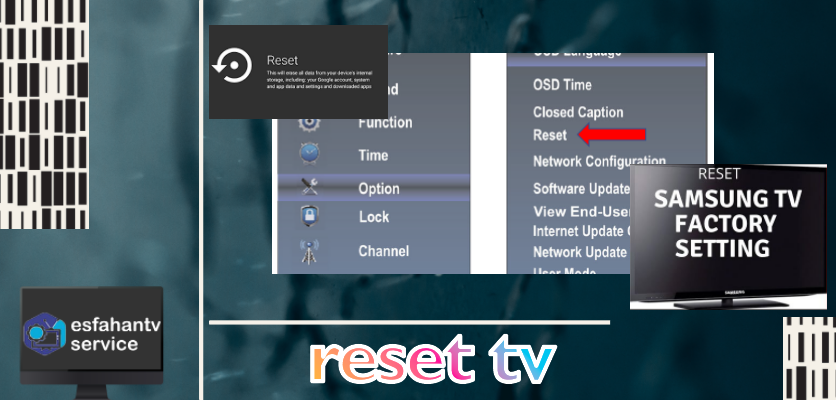 Reset
This will erase all data from your device's internal
storage, including: your Google account, system
and app data and settings and downloaded apps
Function
Time
Option
Lock
Channel
OSD Language
OSD Time
Closed Caption
Reset
Network Configuration
Software Update
View End-User
Internet Update
Network Update
User Mode
RESET
SAMSUNG TV
FACTORY
SETTING
SAMSUNG
esfahantv
service
reset tv